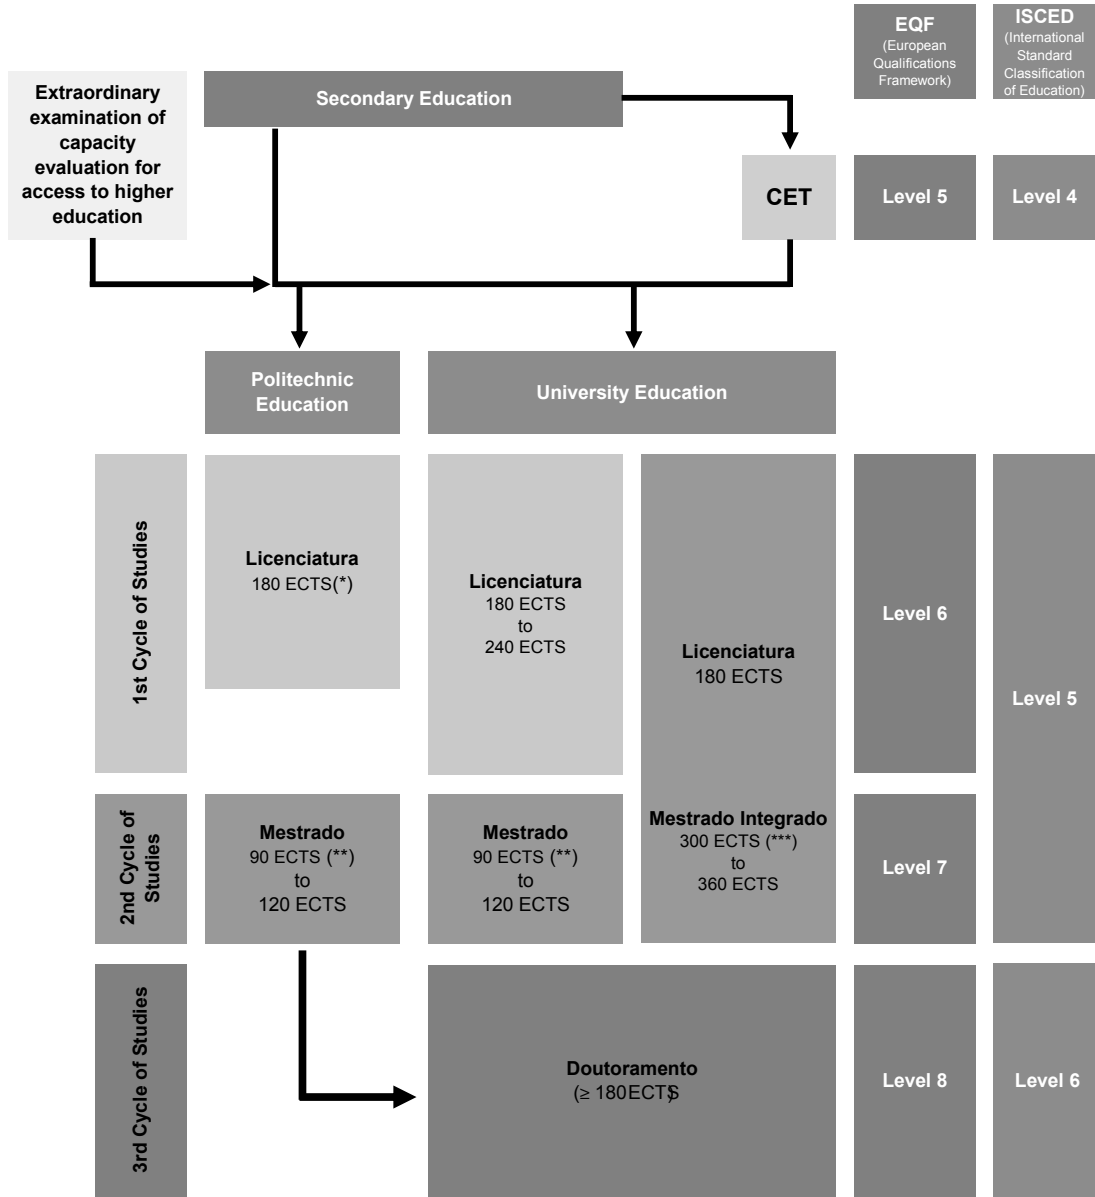 EQF
(European
Qualifications
Framework)
ISCED
(International
Standard
Classification
of Education)
Extraordinary
examination of
capacity
evaluation for
access to higher
education
Secondary Education
CET
Level 5
Level 4
Politechnic
Education
University Education
1st Cycle of Studies
Licenciatura
180 ECTS(*)
Licenciatura
180 ECTS
to
240 ECTS
Licenciatura
180 ECTS
Level 6
Level 5
2nd Cycle of
Studies
Mestrado
90 ECTS (**)
to
120 ECTS
Mestrado
90 ECTS (**)
to
120 ECTS
Mestrado Integrado
300 ECTS (***)
to
360 ECTS
Level 7
3rd Cycle of Studies
Doutoramento
(≥ 180ECTS)
Level 8
Level 6